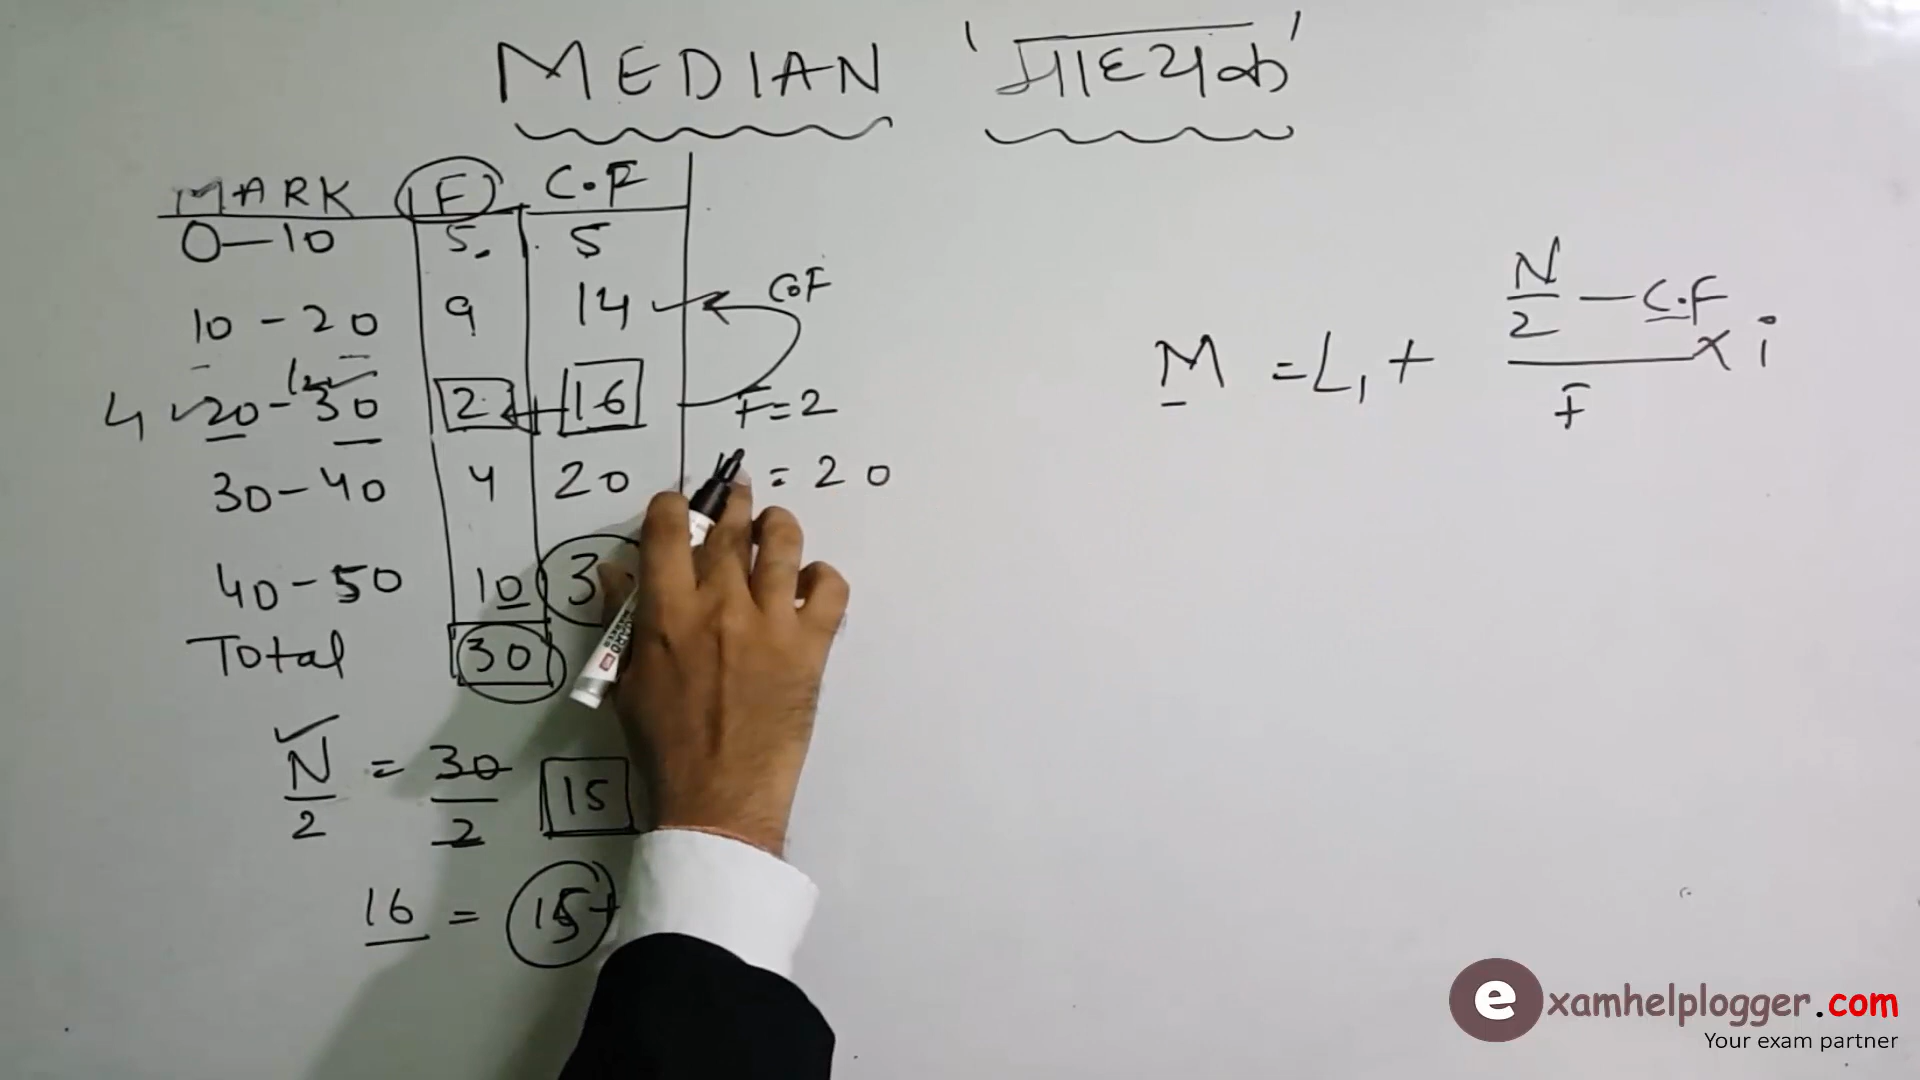 MEDIAN 'माध्यक'
MARK F C.F
0-10 5 5
10-20 9 14 C.F
20-30 2 16 F=2
30-40 4 20 = 20
40-50 10 3
Total 30
N/2 = 30/2 15
16 = 15+
M = L1 + N/2 - C.F / F × i
examhelplogger.com
Your exam partner